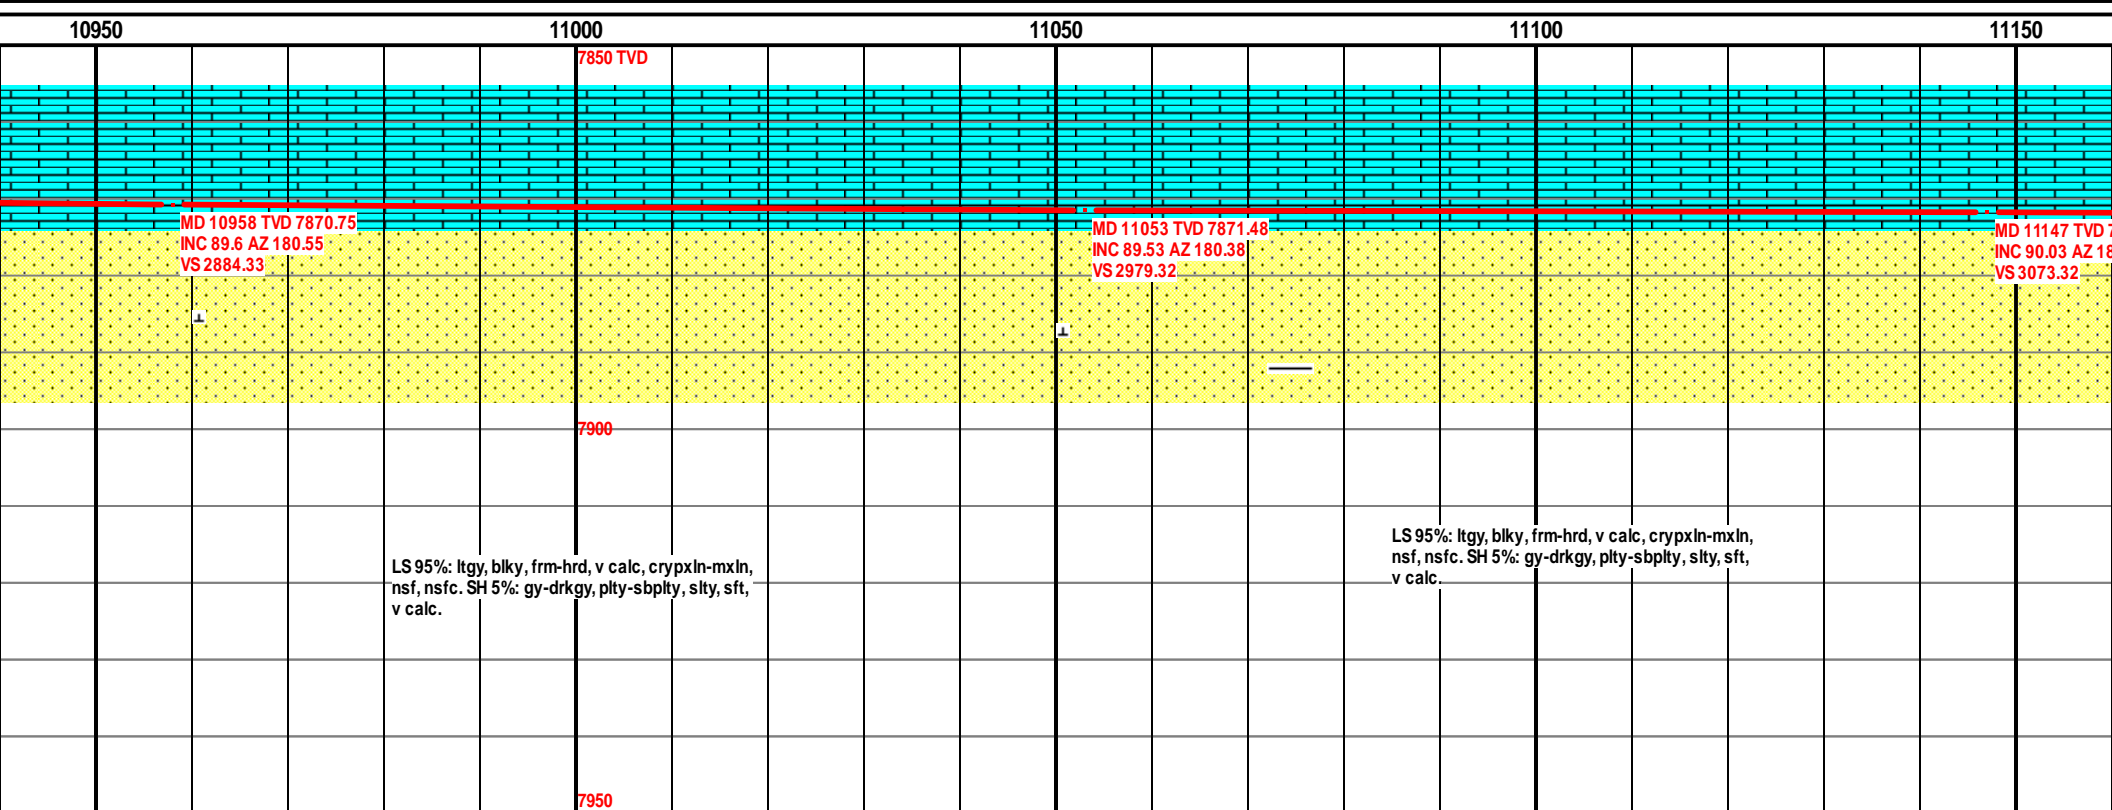 10950 11000 11050 11100 11150
7850 TVD
MD 10958 TVD 7870.75
INC 89.6 AZ 180.55
VS 2884.33
MD 11053 TVD 7871.48
INC 89.53 AZ 180.38
VS 2979.32
MD 11147 TVD 7
INC 90.03 AZ 18
VS 3073.32
7900
LS 95%: ltgy, blky, frm-hrd, v calc, crypxln-mxln,
nsf, nsfc. SH 5%: gy-drkgy, plty-sbplty, slty, sft,
v calc.
LS 95%: ltgy, blky, frm-hrd, v calc, crypxln-mxln,
nsf, nsfc. SH 5%: gy-drkgy, plty-sbplty, slty, sft,
v calc.
7950